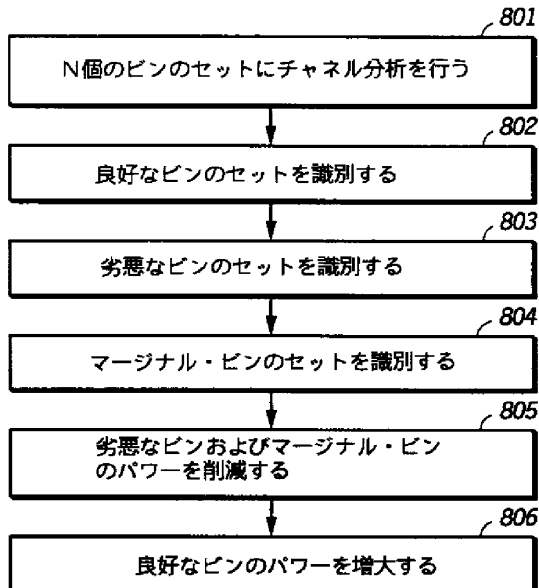 801
N個のビンのセットにチャネル分析を行う
802
良好なビンのセットを識別する
803
劣悪なビンのセットを識別する
804
マージナル・ビンのセットを識別する
805
劣悪なビンおよびマージナル・ビン
のパワーを削減する
806
良好なビンのパワーを増大する